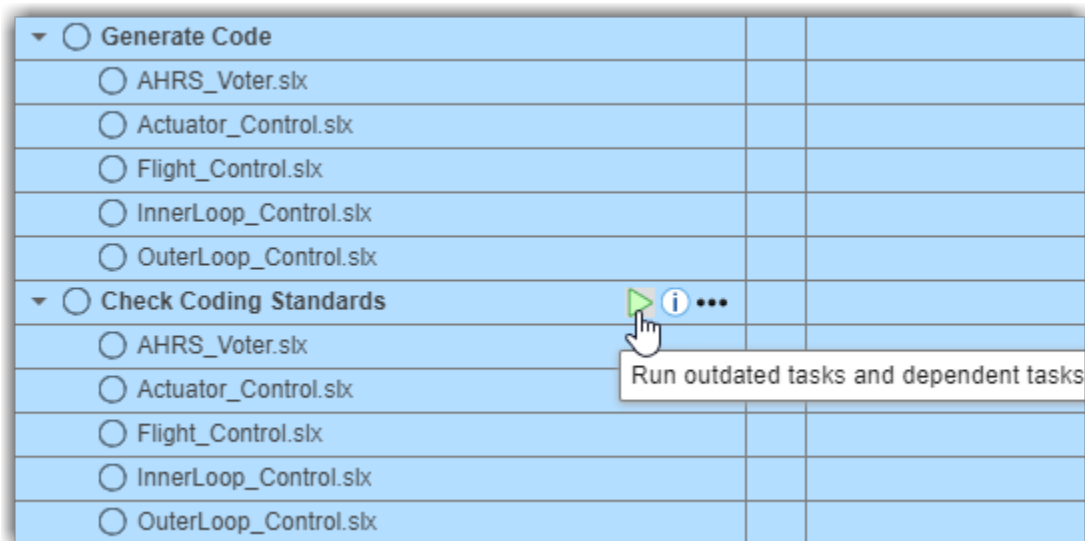 Generate Code
AHRS_Voter.slx
Actuator_Control.slx
Flight_Control.slx
InnerLoop_Control.slx
OuterLoop_Control.slx
Check Coding Standards
AHRS_Voter.slx
Run outdated tasks and dependent tasks
Actuator_Control.slx
Flight_Control.slx
InnerLoop_Control.slx
OuterLoop_Control.slx